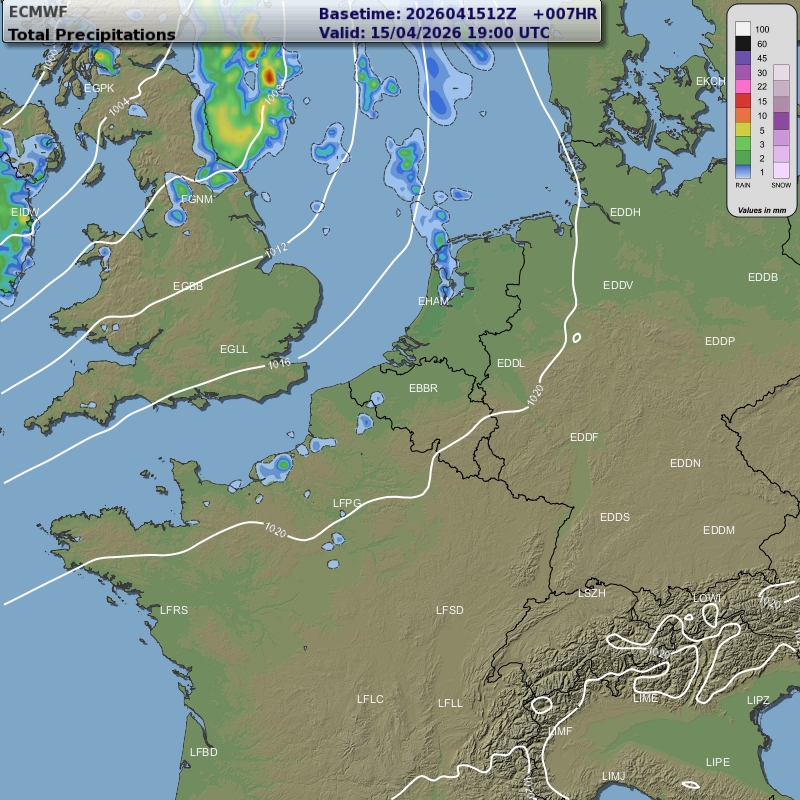 ECMWF
Basetime: 2026041512Z +007HR
Total Precipitations
Valid: 15/04/2026 19:00 UTC
100
60
45
30
22
15
10
5
3
2
1
RAIN
SNOW
Values in mm
EGPK
EKCH
1004
EIDW
EGNM
EDDH
1012
EGBB
EHAM
EDDV
EDDB
EGLL
EDDP
1016
EDDL
EBBR
1020
EDDF
EDDN
LFPG
EDDS
EDDM
1020
LSZH
LOWI
1020
LFRS
LFSD
LFLC
LFLL
LIME
LIPZ
LIMF
LFBD
LIPE
LIMJ
1020